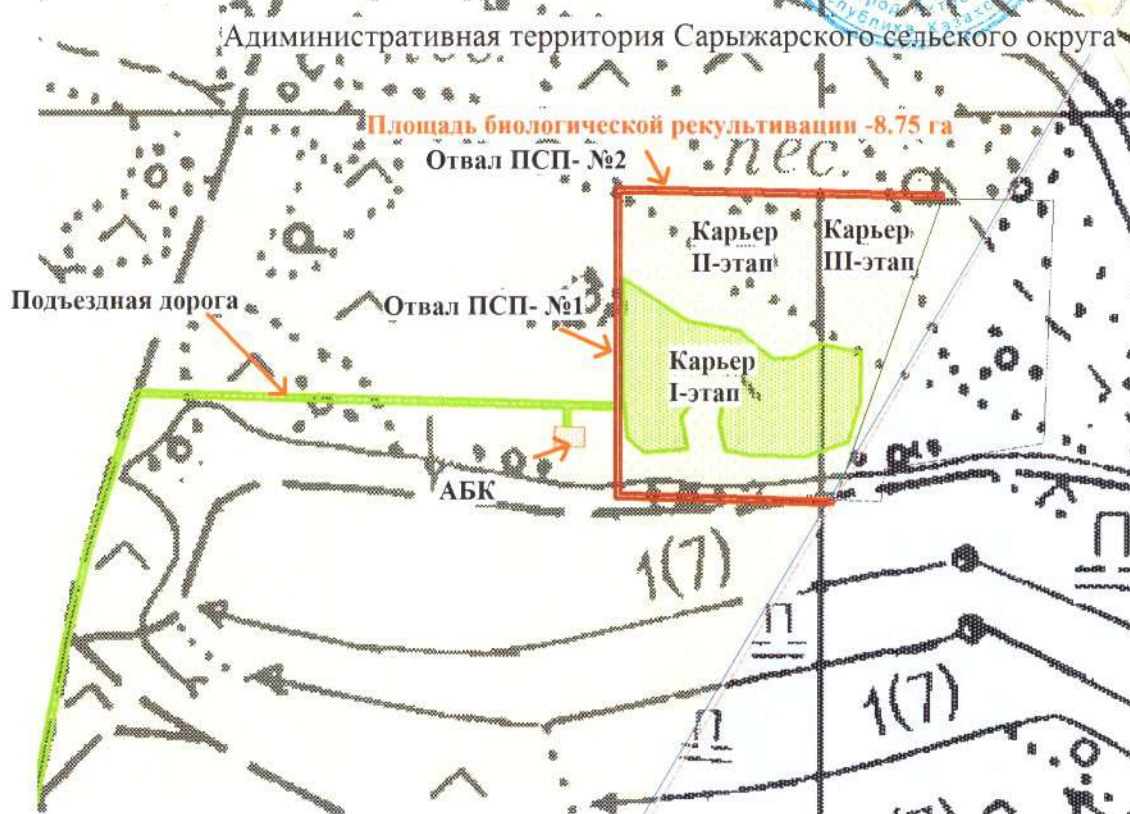 Адиминистративная территория Сарыжарского сельского округа
Площадь биологической рекультивации -8.75 га
Отвал ПСП- №2
пес.
Карьер
II-этап
Карьер
III-этап
Подъездная дорога
Отвал ПСП- №1
Карьер
I-этап
АБК
1(7)
П
П
1(7)
П